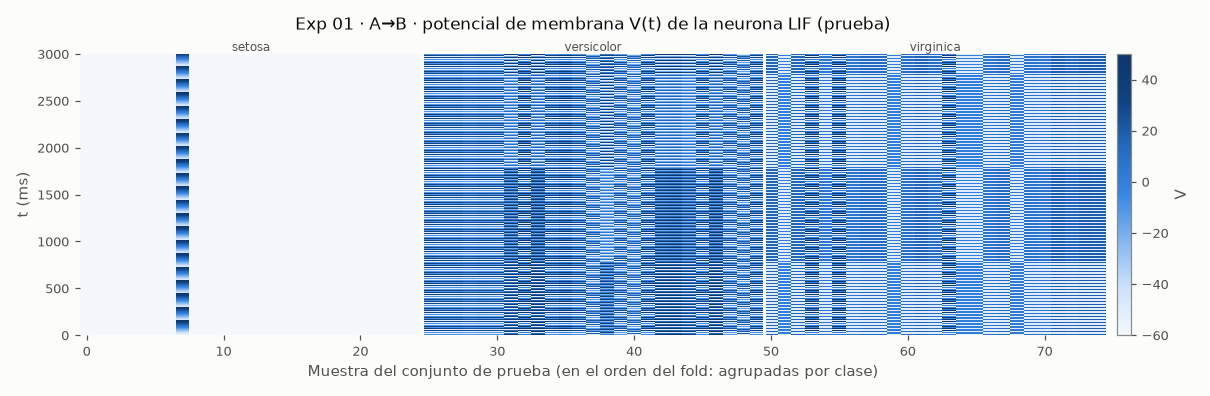 Exp 01 · A→B · potencial de membrana V(t) de la neurona LIF (prueba)
setosa versicolor virginica
3000
2500
2000
1500
1000
500
0
t (ms)
0 10 20 30 40 50 60 70
Muestra del conjunto de prueba (en el orden del fold: agrupadas por clase)
40
20
0
−20
−40
−60
V